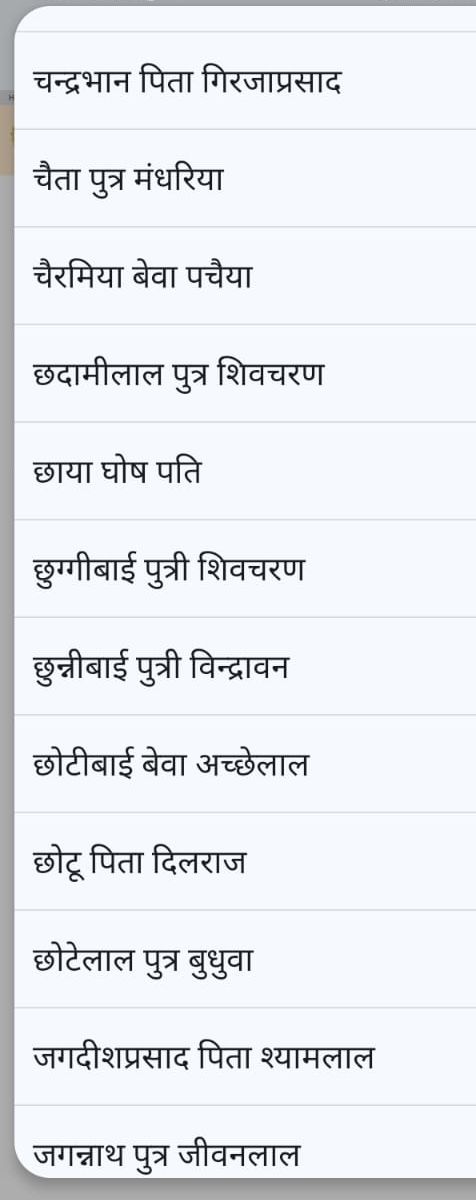 चन्द्रभान पिता गिरजाप्रसाद
चैता पुत्र मंधरिया
चैरमिया बेवा पचैया
छदामीलाल पुत्र शिवचरण
छाया घोष पति
छुग्गीबाई पुत्री शिवचरण
छुन्नीबाई पुत्री विन्द्रावन
छोटीबाई बेवा अच्छेलाल
छोटू पिता दिलराज
छोटेलाल पुत्र बुधुवा
जगदीशप्रसाद पिता श्यामलाल
जगन्नाथ पुत्र जीवनलाल